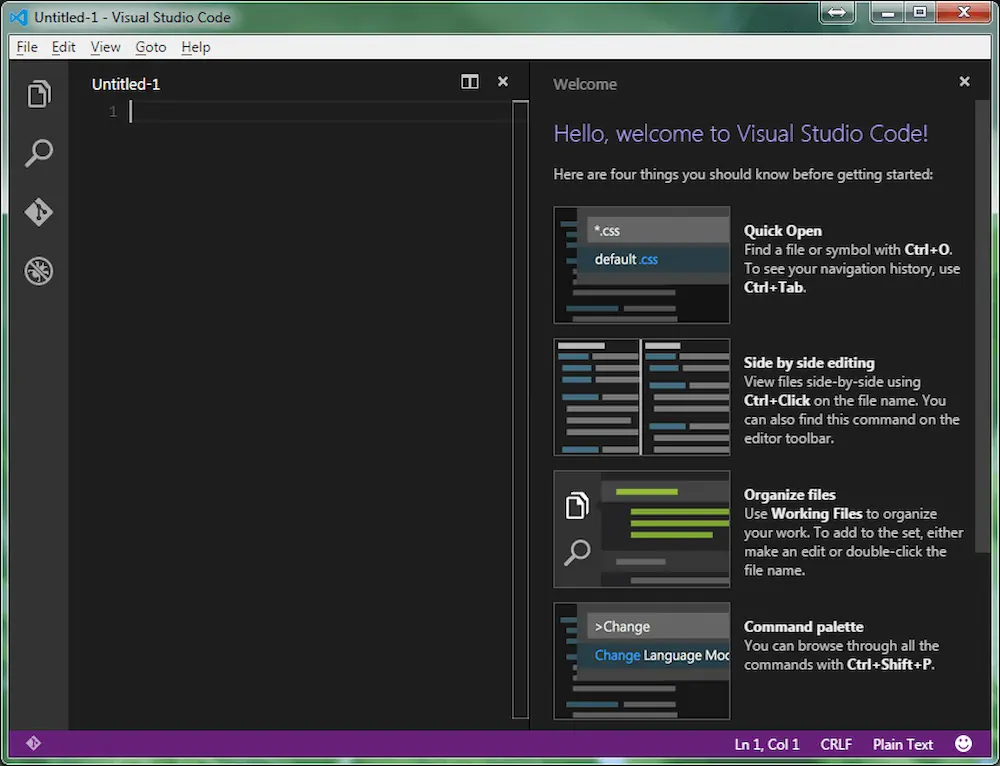 Untitled-1 - Visual Studio Code
File Edit View Goto Help
Untitled-1
1
Welcome
Hello, welcome to Visual Studio Code!
Here are four things you should know before getting started:
*.css
default.css
Quick Open
Find a file or symbol with Ctrl+O.
To see your navigation history, use
Ctrl+Tab.
Side by side editing
View files side-by-side using
Ctrl+Click on the file name. You
can also find this command on the
editor toolbar.
Organize files
Use Working Files to organize
your work. To add to the set, either
make an edit or double-click the
file name.
>Change
Change Language Moc
Command palette
You can browse through all the
commands with Ctrl+Shift+P.
Ln 1, Col 1 CRLF Plain Text